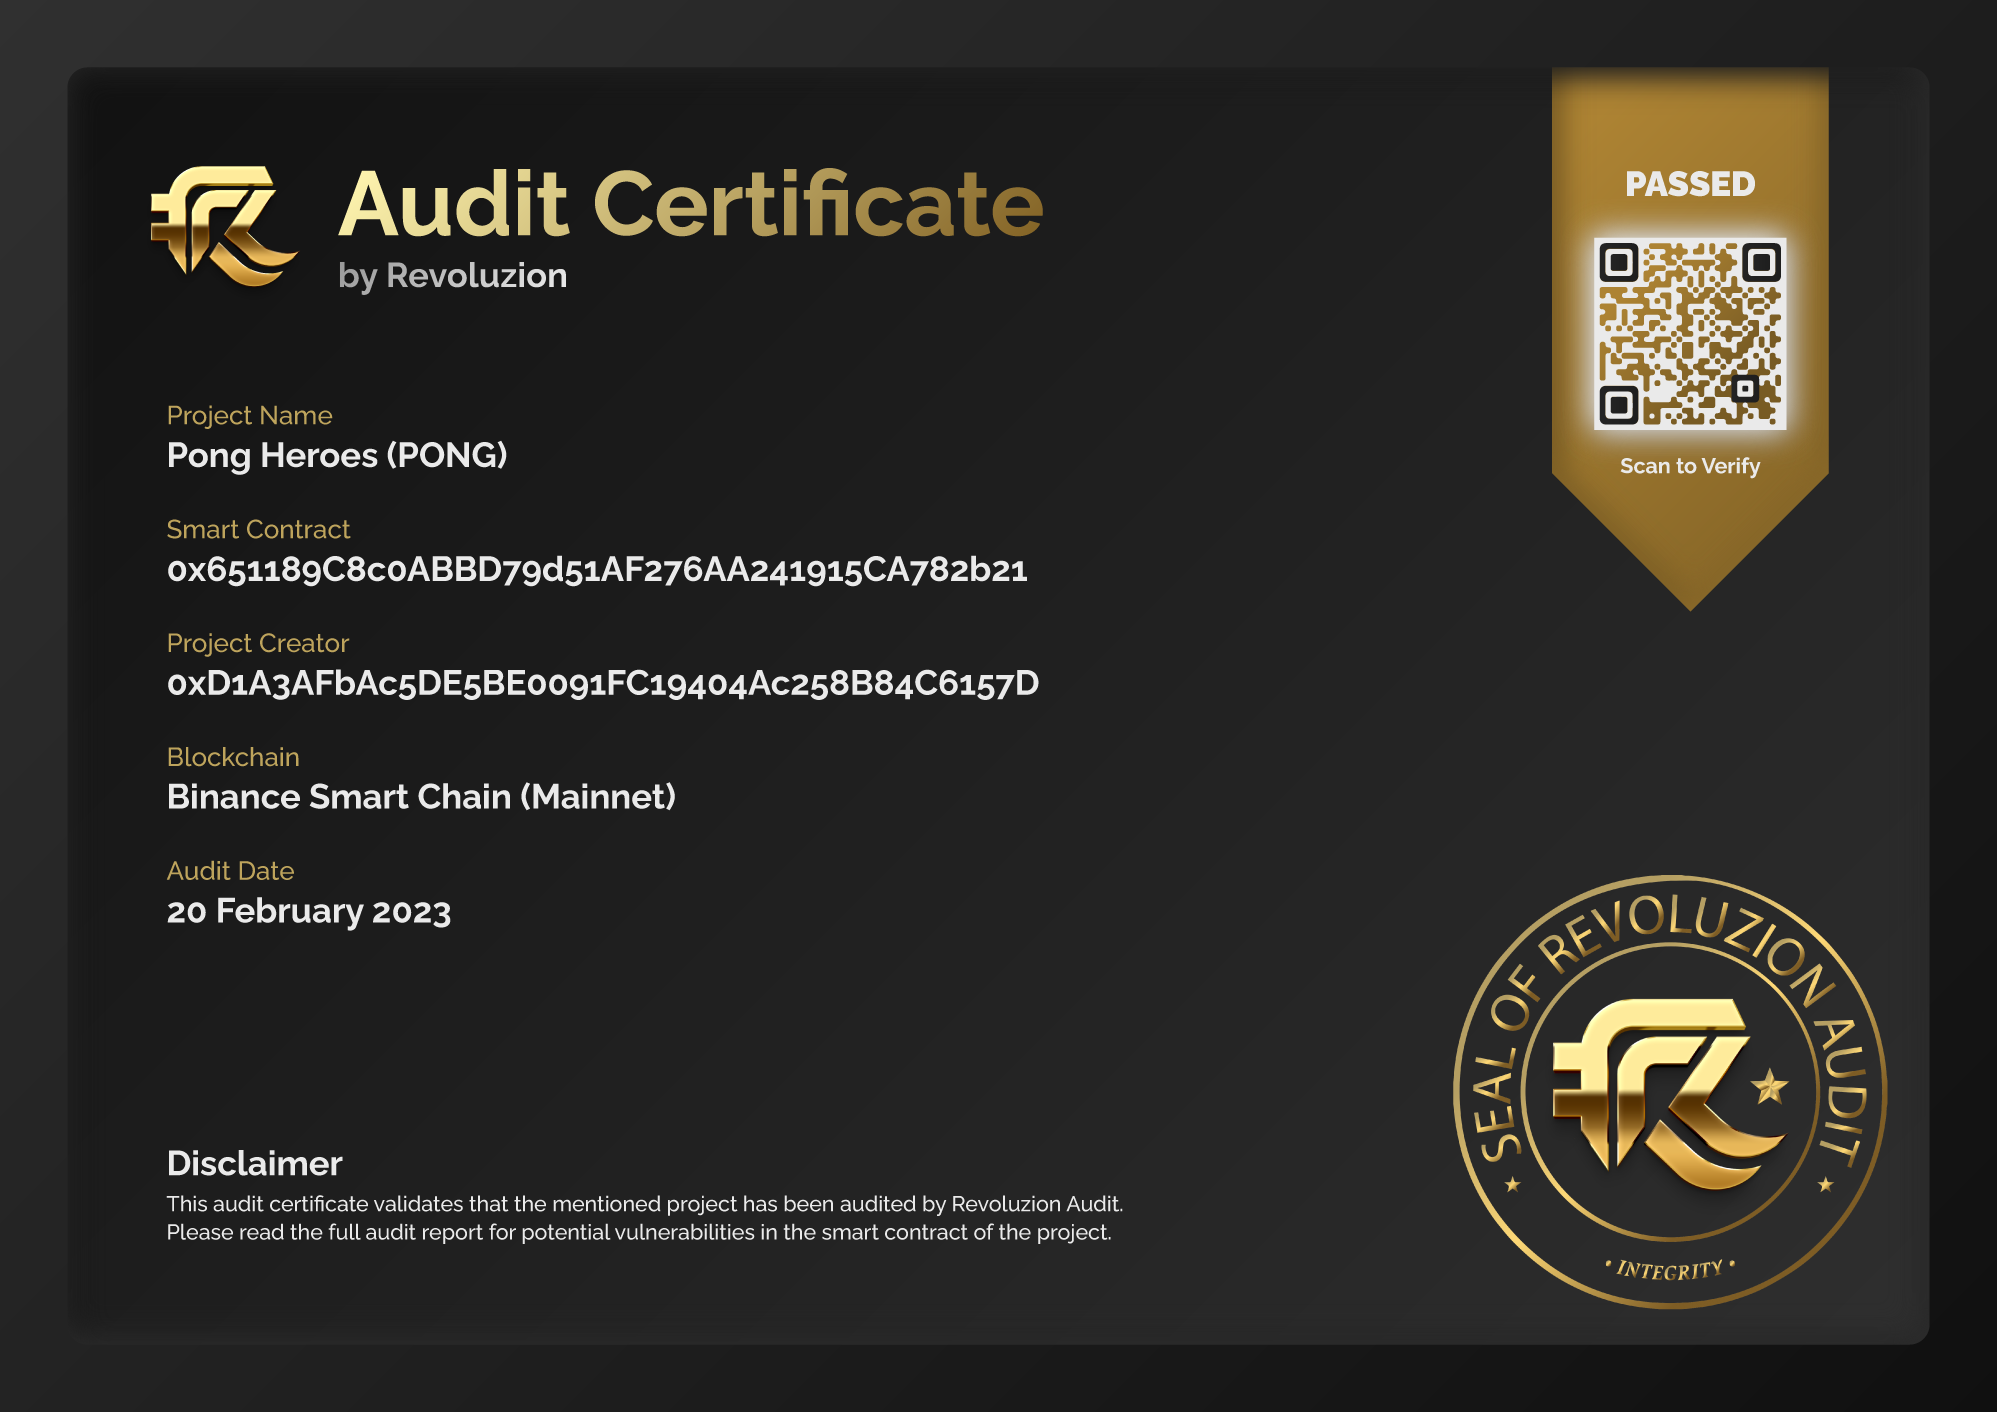 Audit Certificate
by Revoluzion
PASSED
Scan to Verify
Project Name
Pong Heroes (PONG)
Smart Contract
0x651189C8c0ABBD79d51AF276AA241915CA782b21
Project Creator
0xD1A3AFbAc5DE5BE0091FC19404Ac258B84C6157D
Blockchain
Binance Smart Chain (Mainnet)
Audit Date
20 February 2023
Disclaimer
This audit certificate validates that the mentioned project has been audited by Revoluzion Audit.
Please read the full audit report for potential vulnerabilities in the smart contract of the project.
SEAL OF REVOLUZION AUDIT
• INTEGRITY •